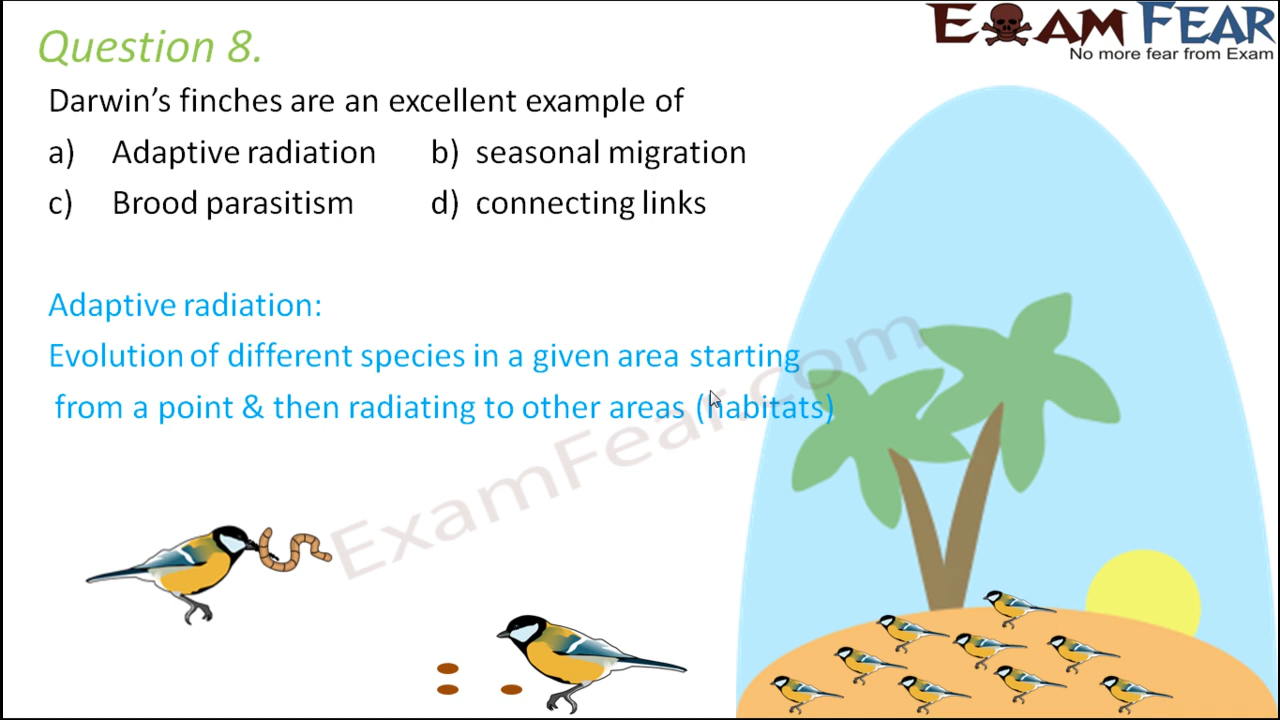 Question 8.
EXAM FEAR
No more fear from Exam
Darwin's finches are an excellent example of
a) Adaptive radiation b) seasonal migration
c) Brood parasitism d) connecting links
Adaptive radiation:
Evolution of different species in a given area starting
from a point & then radiating to other areas (habitats)
ExamFear.com